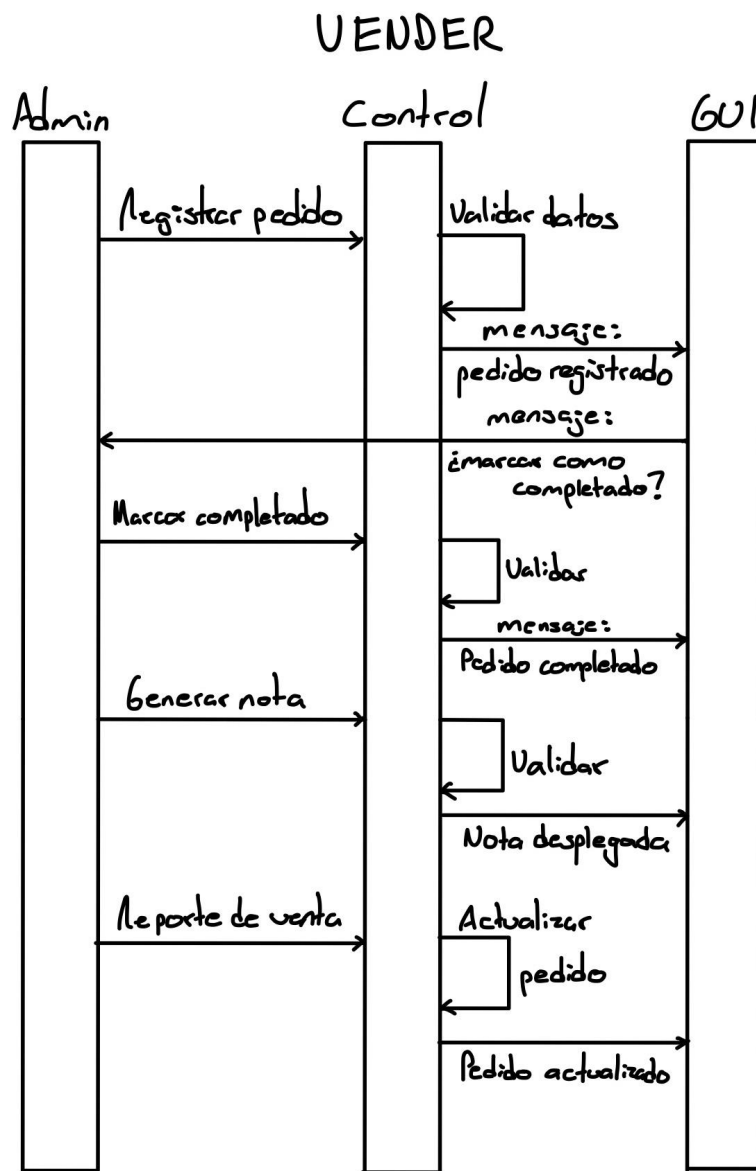 VENDER
Admin
Control
GUI
Registrar pedido
Validar datos
mensaje:
pedido registrado
mensaje:
¿marcar como
completado?
Marcar completado
Validar
mensaje:
Pedido completado
Generar nota
Validar
Nota desplegada
Reporte de venta
Actualizar
pedido
Pedido actualizado